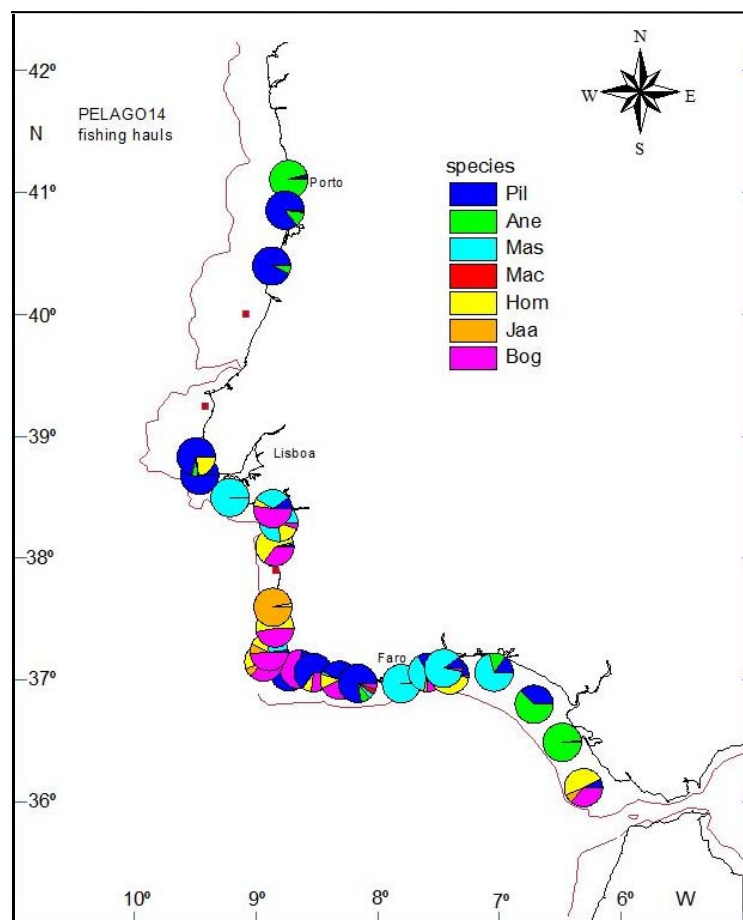 N
W E
S
42º
PELAGO14
N
fishing hauls
species
Pil
Ane
Mas
Mac
Hom
Jaa
Bog
41º
Porto
40º
39º
Lisboa
38º
Faro
37º
36º
10º 9º 8º 7º 6º W